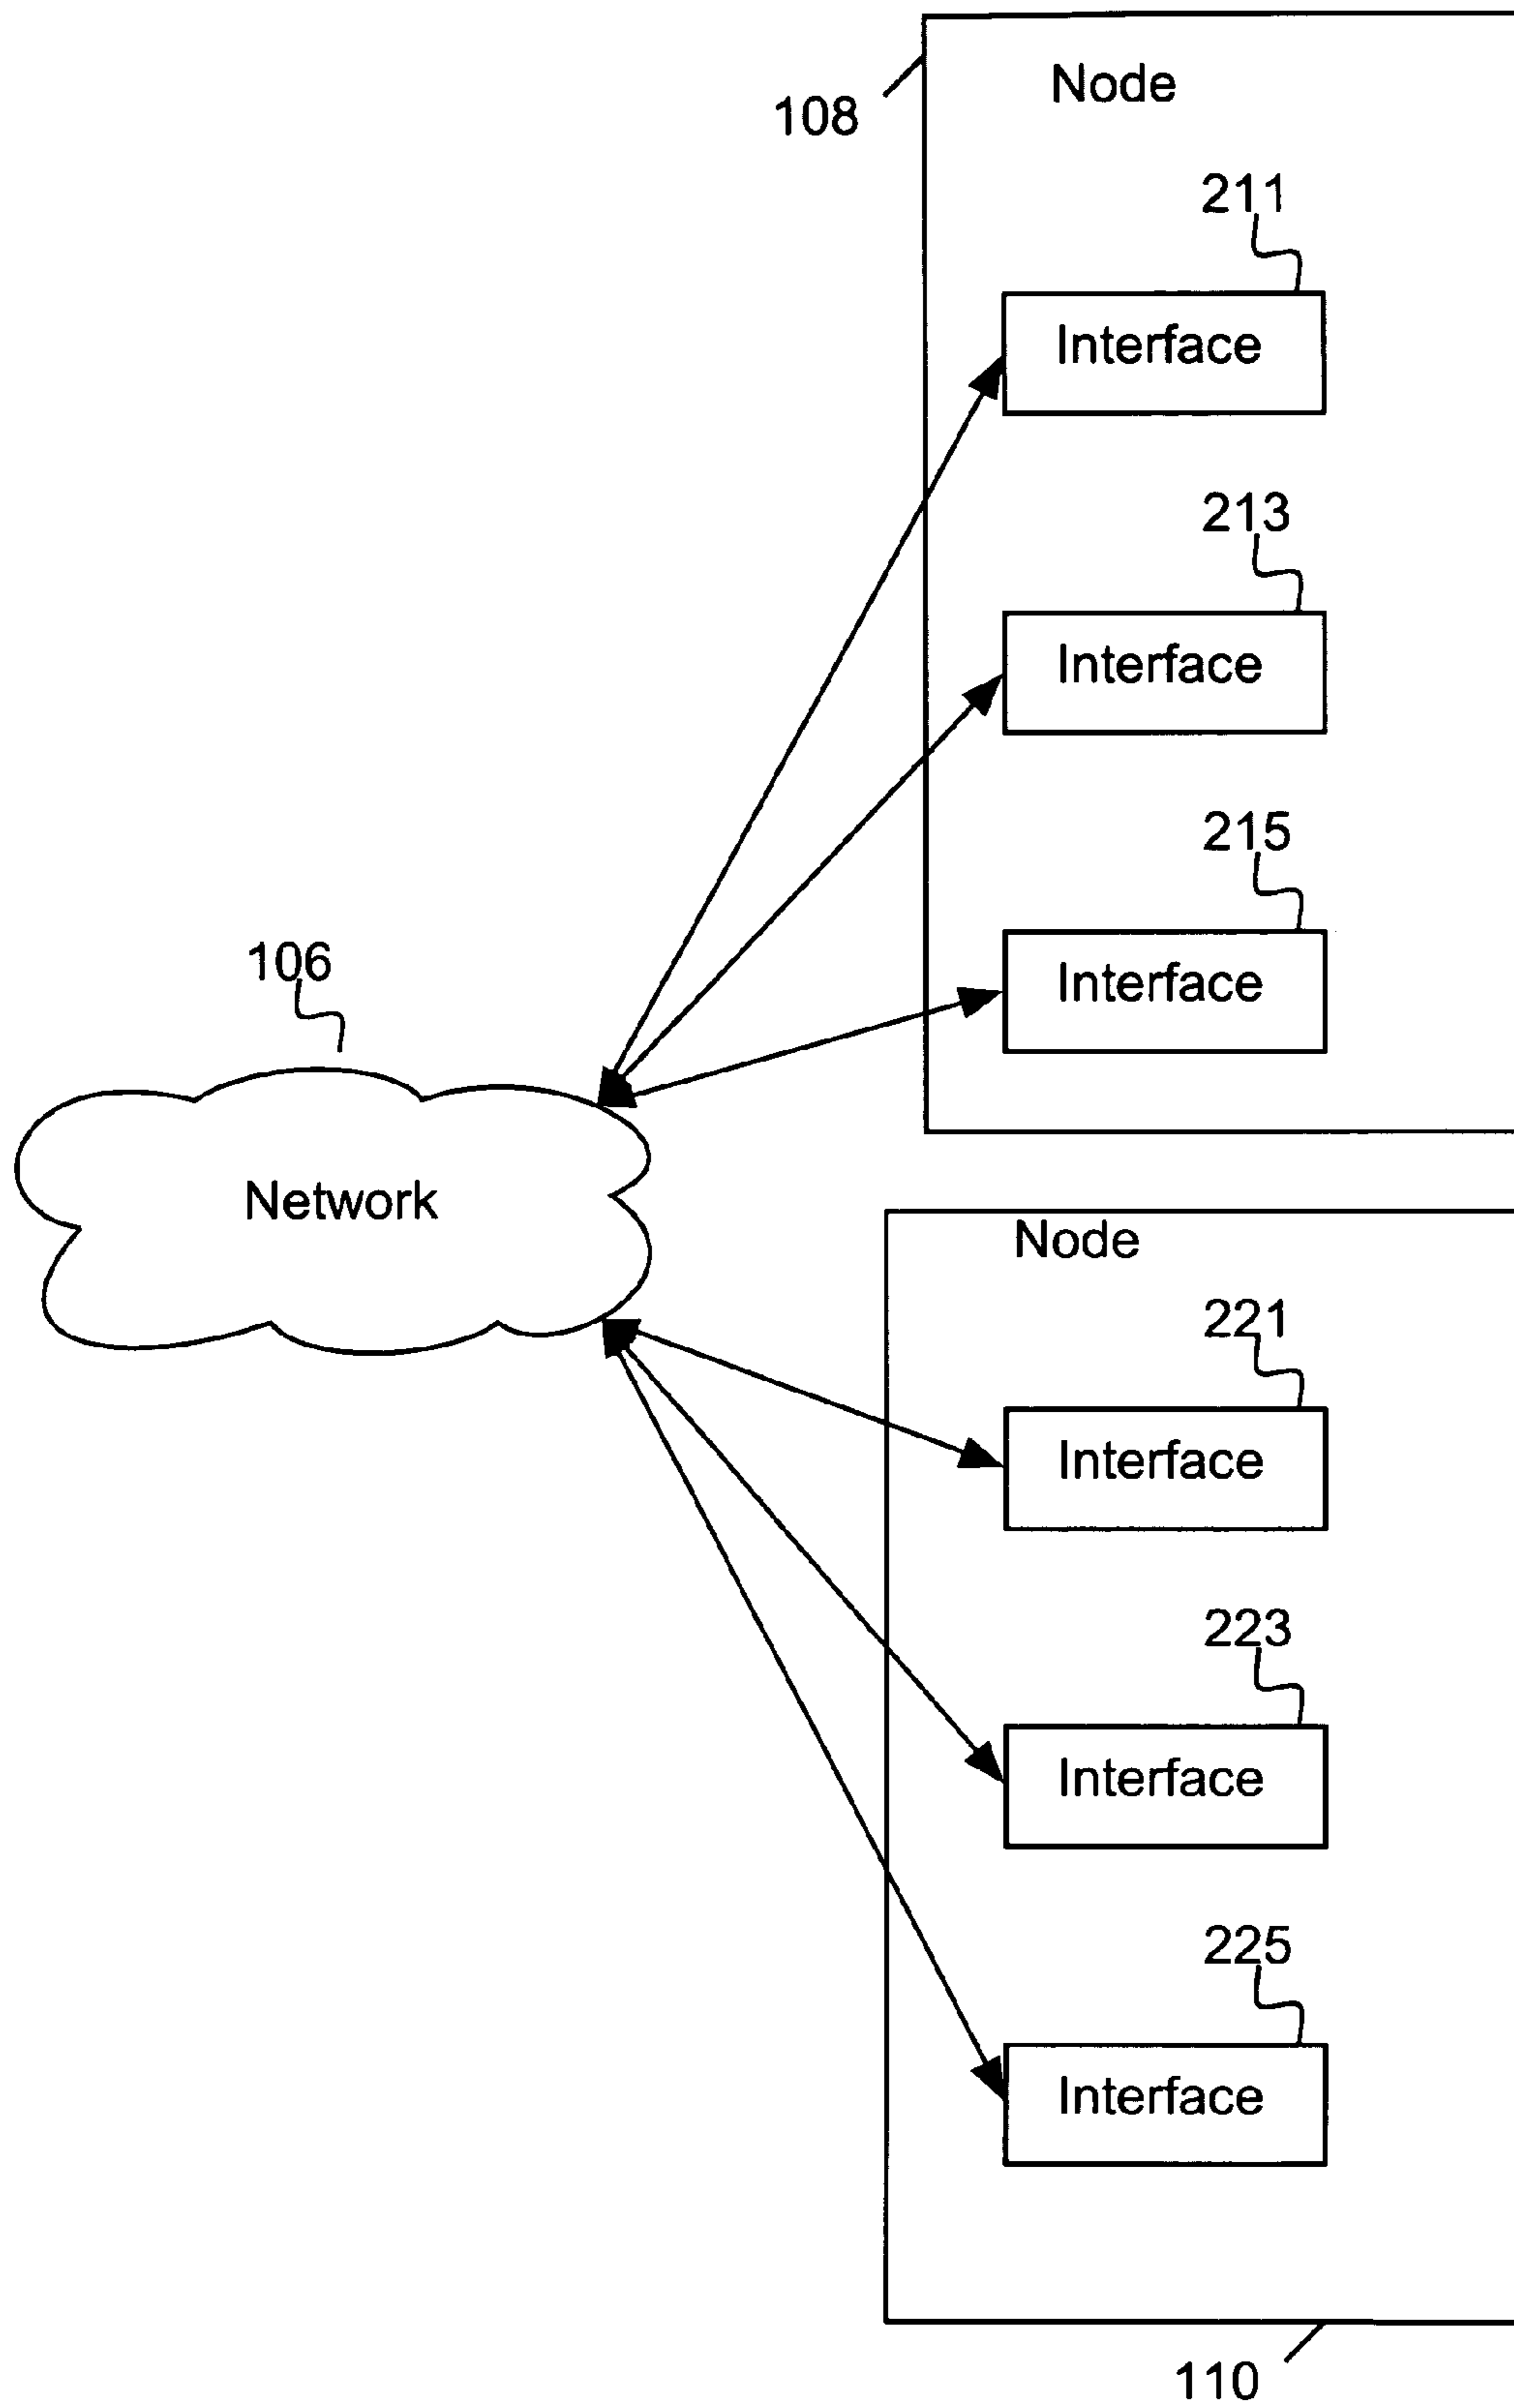 Node
108
211
Interface
213
Interface
215
Interface
106
Network
Node
221
Interface
223
Interface
225
Interface
110